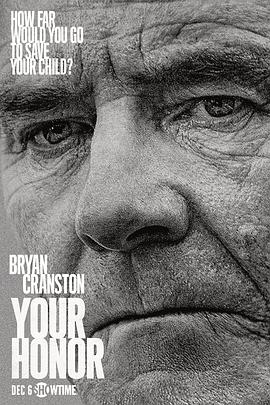 HOW FAR
WOULD YOU GO
TO SAVE
YOUR CHILD?
BRYAN
CRANSTON
YOUR
HONOR
DEC 6 SHOWTIME